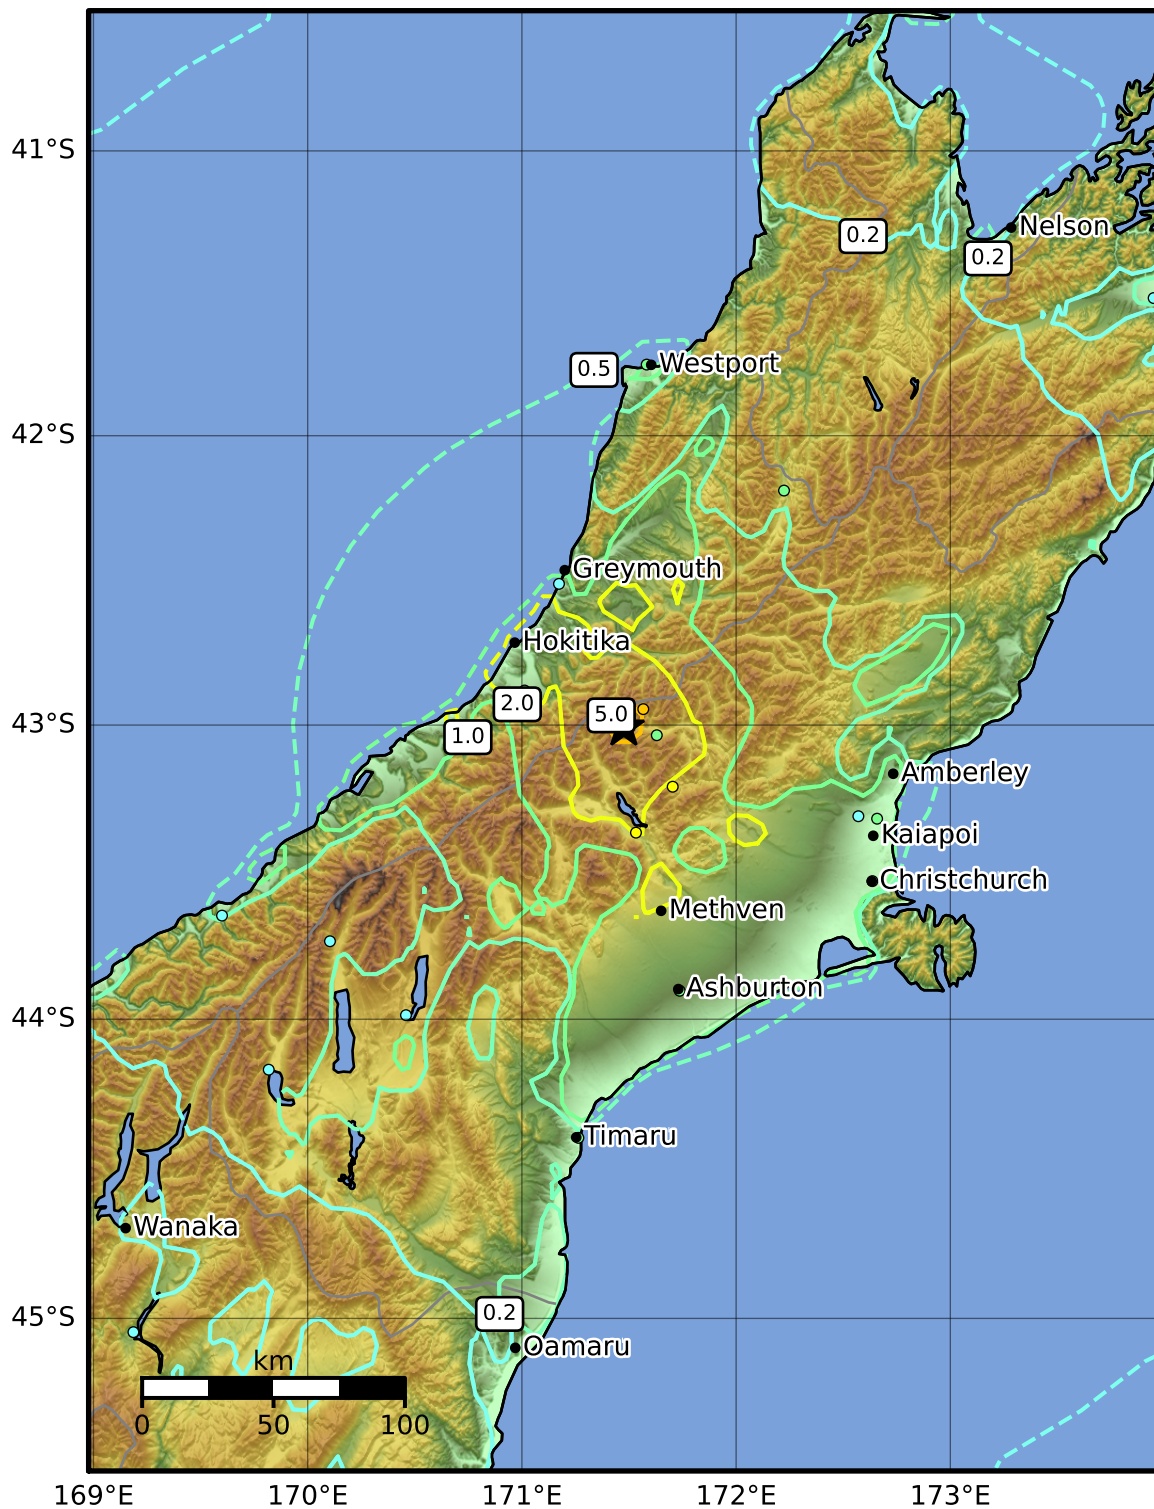 41°S
0.2
Nelson
0.2
0.5
Westport
42°S
Greymouth
Hokitika
2.0
5.0
43°S
1.0
Amberley
Kaiapoi
Christchurch
Methven
Ashburton
44°S
Timaru
Wanaka
45°S
0.2
Oamaru
km
0 50 100
169°E 170°E 171°E 172°E 173°E